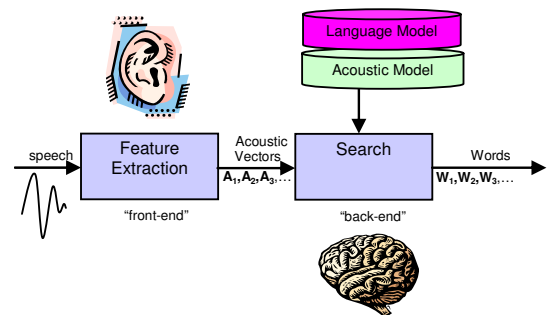 Language Model
Acoustic Model
speech
Feature
Extraction
Acoustic
Vectors
A1,A2,A3,...
Search
Words
W1,W2,W3,...
“front-end”
“back-end”